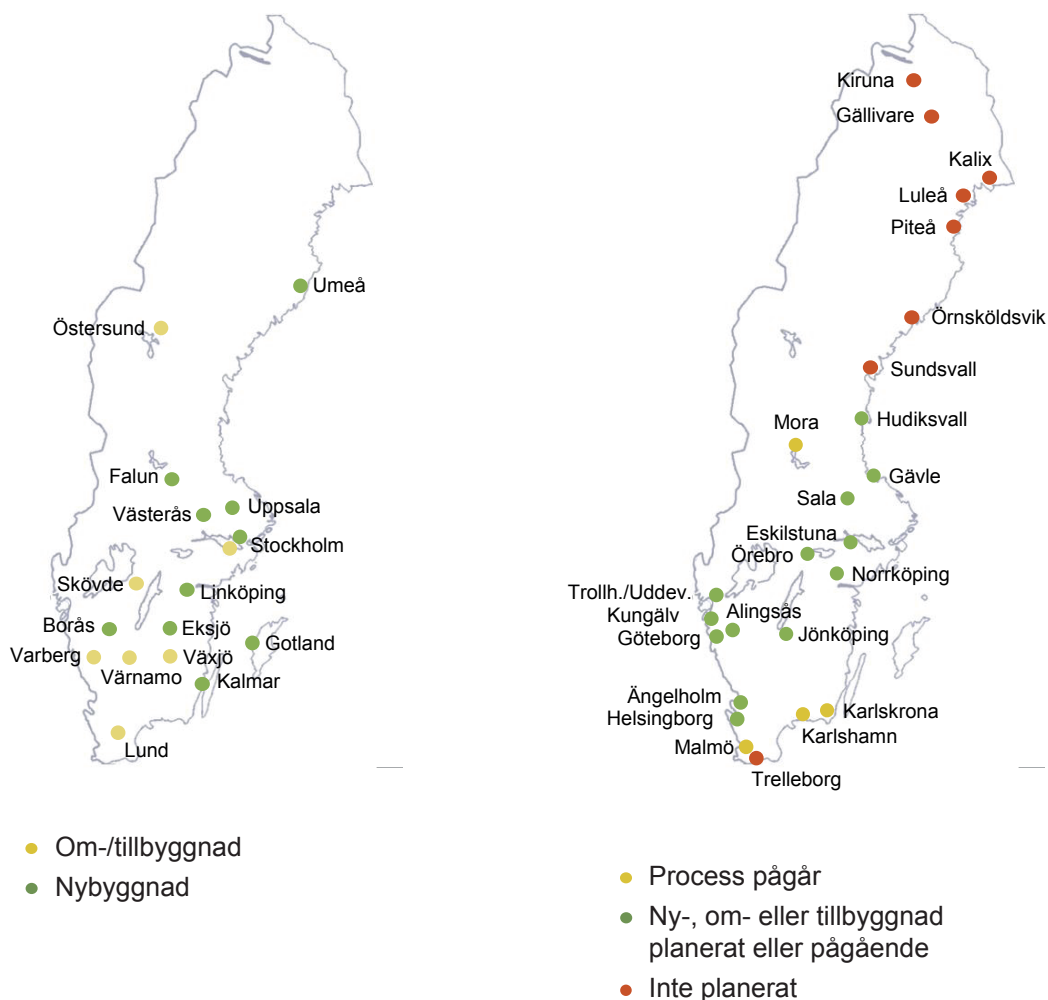 Umeå
Östersund
Falun
Uppsala
Västerås
Stockholm
Skövde
Linköping
Borås
Eksjö
Gotland
Varberg
Växjö
Värnamo
Kalmar
Lund
Om-/tillbyggnad
Nybyggnad
Kiruna
Gällivare
Kalix
Luleå
Piteå
Örnsköldsvik
Sundsvall
Hudiksvall
Mora
Gävle
Sala
Eskilstuna
Örebro
Norrköping
Trollh./Uddev.
Alingsås
Kungälv
Göteborg
Jönköping
Ängelholm
Helsingborg
Karlskrona
Karlshamn
Malmö
Trelleborg
Process pågår
Ny-, om- eller tillbyggnad
planerat eller pågående
Inte planerat